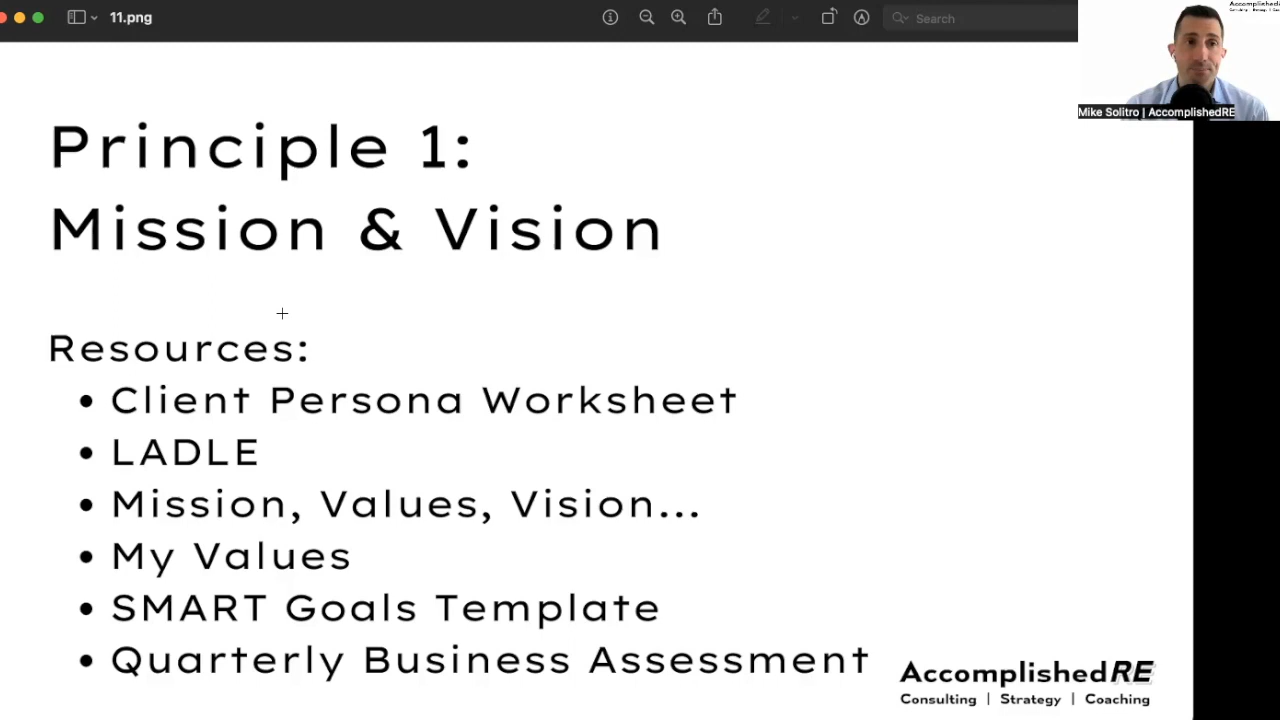 11.png
Search
Accomplished
Mike Solitro | AccomplishedRE
Principle 1:
Mission & Vision
Resources:
• Client Persona Worksheet
• LADLE
• Mission, Values, Vision...
• My Values
• SMART Goals Template
• Quarterly Business Assessment
AccomplishedRE
Consulting | Strategy | Coaching